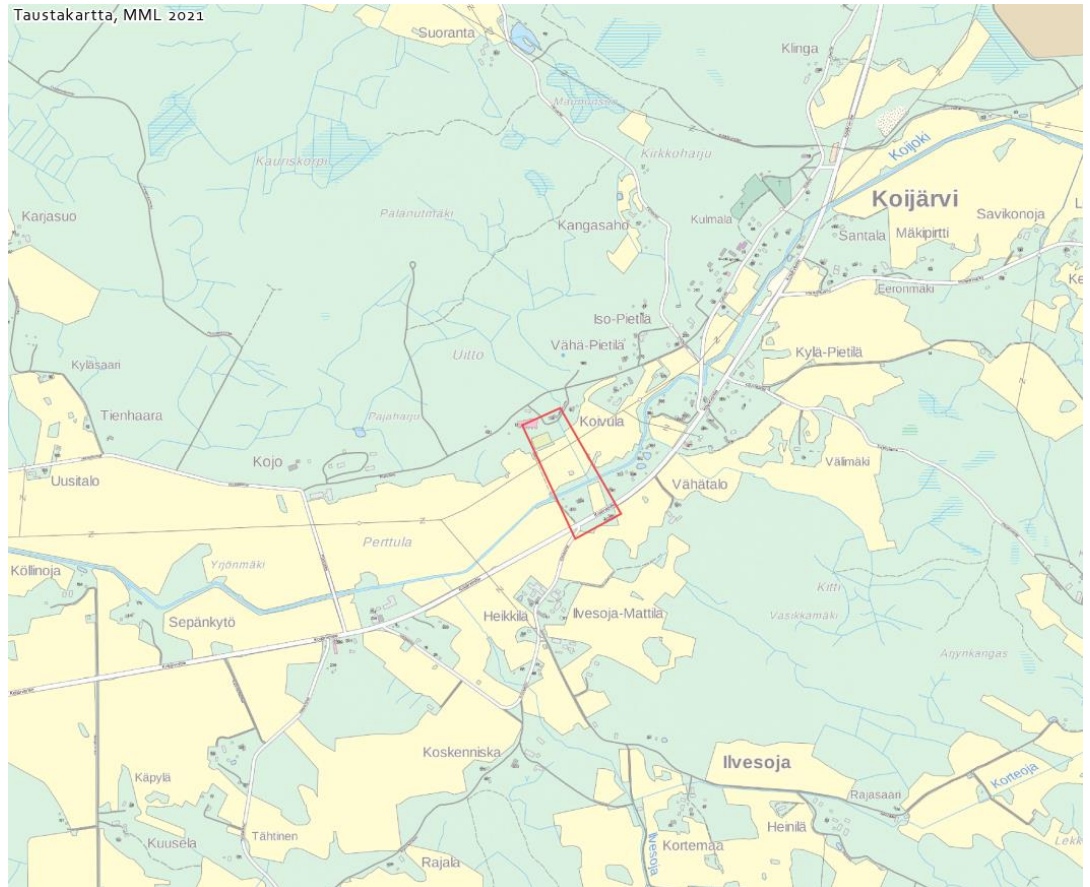 Taustakartta, MML 2021
Suoranta
Klinga
Kauriskorpi
Kirkkoharju
Koijoki
Koijärvi
Karjasuo
Palanutmäki
Kangasaho
Kulmala
Savikonoja
Santala
Mäkipirtti
Eeronmäki
Iso-Pietilä
Vähä-Pietilä
Uitto
Kylä-Pietilä
Kyläsaari
Tienhaara
Pajaharju
Koivula
Kojo
Uusitalo
Välimäki
Vähätalo
Perttula
Yrjönmäki
Köllinoja
Kitti
Vasikkamäki
Sepänkytö
Heikkilä
Ilvesoja-Mattila
Arjynkangas
Koskenniska
Ilvesoja
Korteoja
Käpylä
Rajasaari
Heinilä
Tähtinen
Kuusela
Kortemaa
Ilvesoja
Rajala